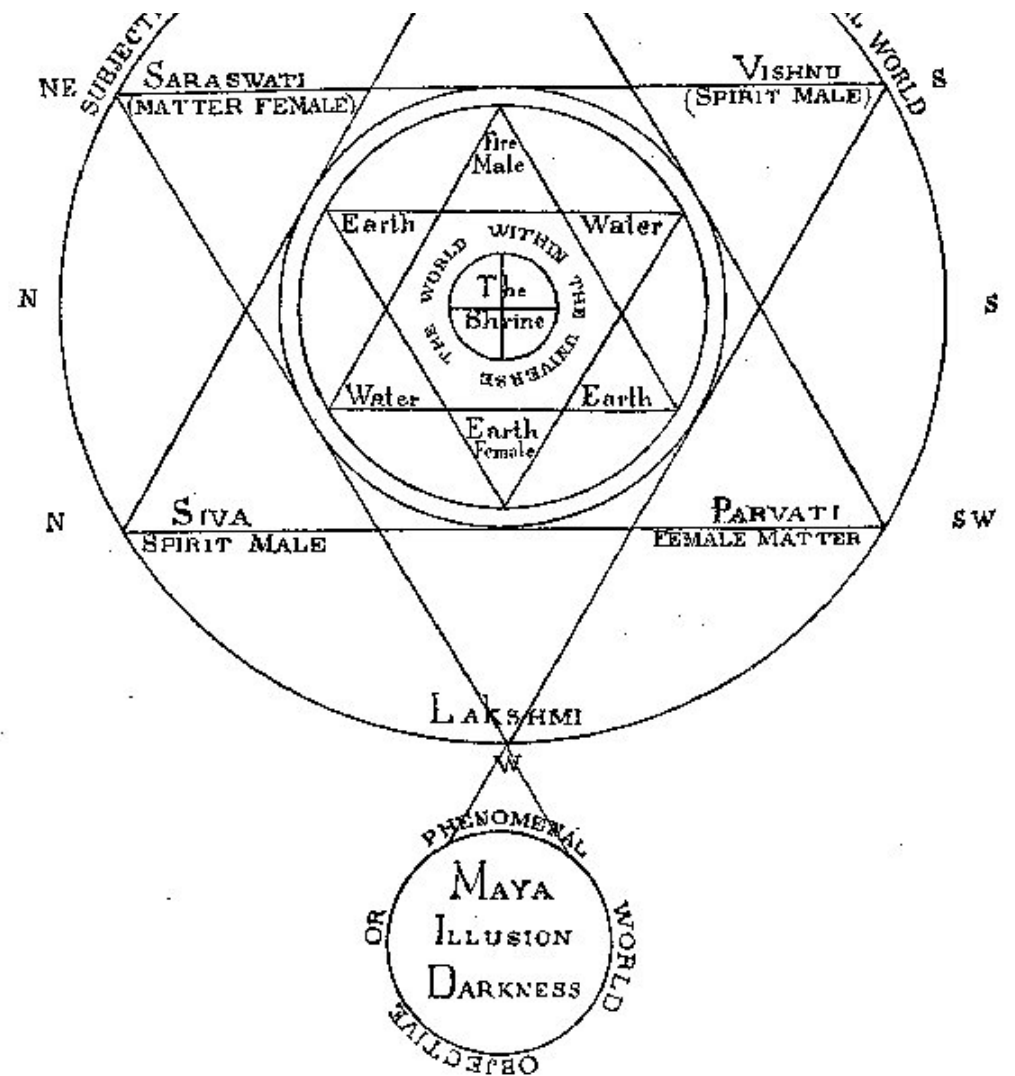 SUBJECTI
L WORLD
NE
SARASWATI
(MATTER FEMALE)
VISHNU
(SPIRIT MALE)
S
fire
Male
Earth
Water
THE WORLD WITHIN THE UNIVERSE
N
The
Shrine
S
Water
Earth
Earth
Female
N
SIVA
SPIRIT MALE
PARVATI
FEMALE MATTER
SW
LAKSHMI
W
PHENOMENAL WORLD
OR OBJECTIVE
MAYA
ILLUSION
DARKNESS